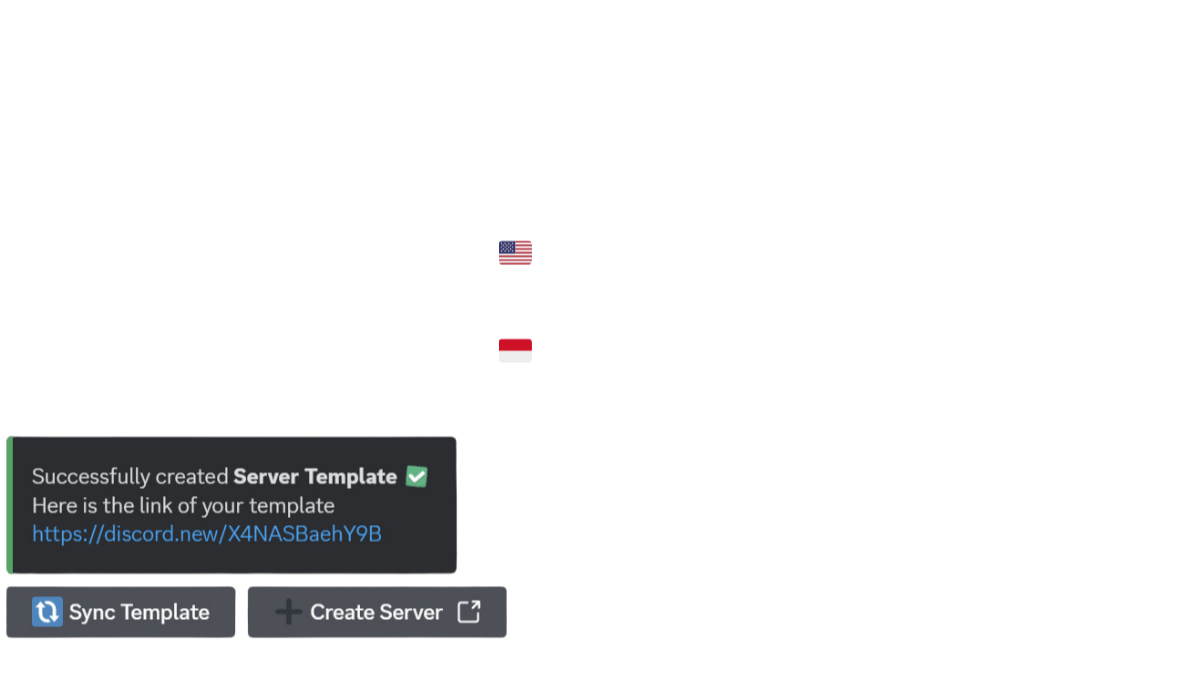 Successfully created Server Template
Here is the link of your template
https://discord.new/X4NASBaehY9B
Sync Template
Create Server